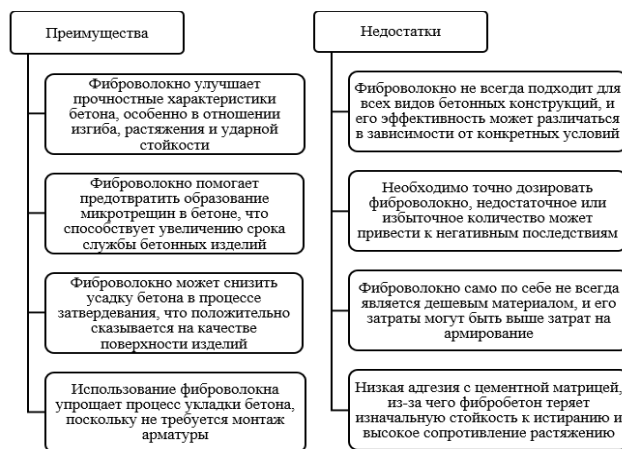 Преимущества
Фиброволокно улучшает
прочностные характеристики
бетона, особенно в отношении
изгиба, растяжения и ударной
стойкости
Фиброволокно помогает
предотвратить образование
микротрещин в бетоне, что
способствует увеличению срока
службы бетонных изделий
Фиброволокно может снизить
усадку бетона в процессе
затвердевания, что положительно
сказывается на качестве
поверхности изделий
Использование фиброволокна
упрощает процесс укладки бетона,
поскольку не требуется монтаж
арматуры
Недостатки
Фиброволокно не всегда подходит для
всех видов бетонных конструкций, и
его эффективность может различаться
в зависимости от конкретных условий
Необходимо точно дозировать
фиброволокно, недостаточное или
избыточное количество может
привести к негативным последствиям
Фиброволокно само по себе не всегда
является дешевым материалом, и его
затраты могут быть выше затрат на
армирование
Низкая адгезия с цементной матрицей,
из-за чего фибробетон теряет
изначальную стойкость к истиранию и
высокое сопротивление растяжению